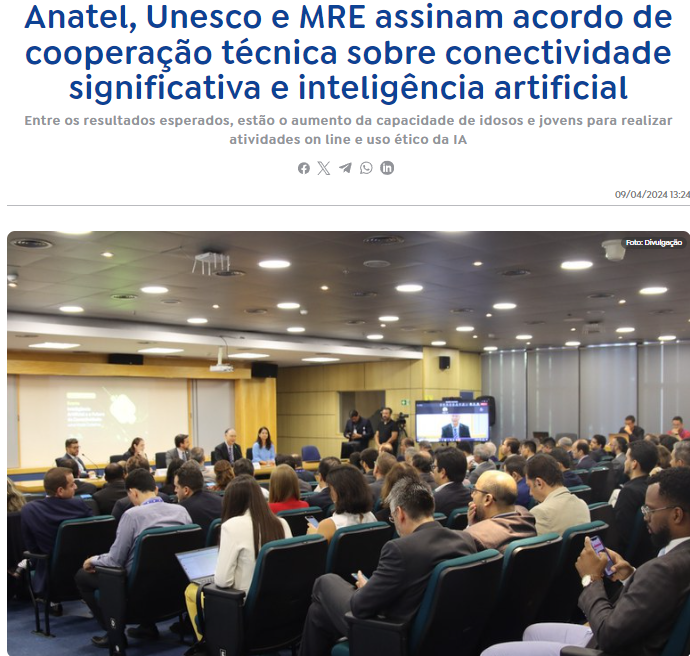 Anatel, Unesco e MRE assinam acordo de
cooperação técnica sobre conectividade
significativa e inteligência artificial
Entre os resultados esperados, estão o aumento da capacidade de idosos e jovens para realizar
atividades on line e uso ético da IA
09/04/2024 13:24
Foto: Divulgação